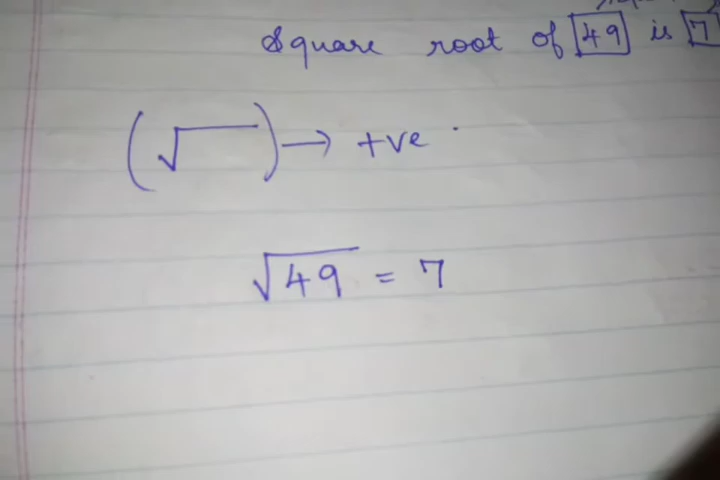 Square root of 49 is 7
(√ ) → +ve
√49 = 7